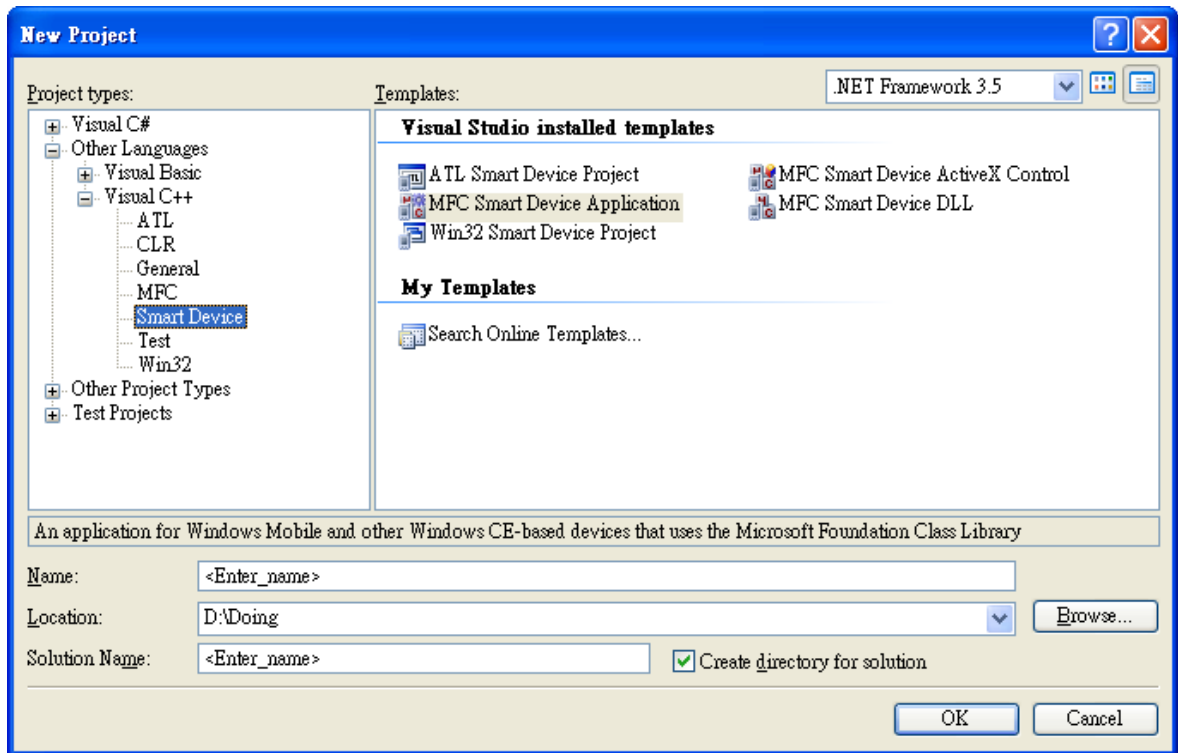 New Project
Project types:
Templates:
.NET Framework 3.5
Visual C#
Other Languages
Visual Basic
Visual C++
ATL
CLR
General
MFC
Smart Device
Test
Win32
Other Project Types
Test Projects
Visual Studio installed templates
ATL Smart Device Project
MFC Smart Device ActiveX Control
MFC Smart Device Application
MFC Smart Device DLL
Win32 Smart Device Project
My Templates
Search Online Templates...
An application for Windows Mobile and other Windows CE-based devices that uses the Microsoft Foundation Class Library
Name:
<Enter_name>
Location:
D:\Doing
Browse...
Solution Name:
<Enter_name>
Create directory for solution
OK
Cancel